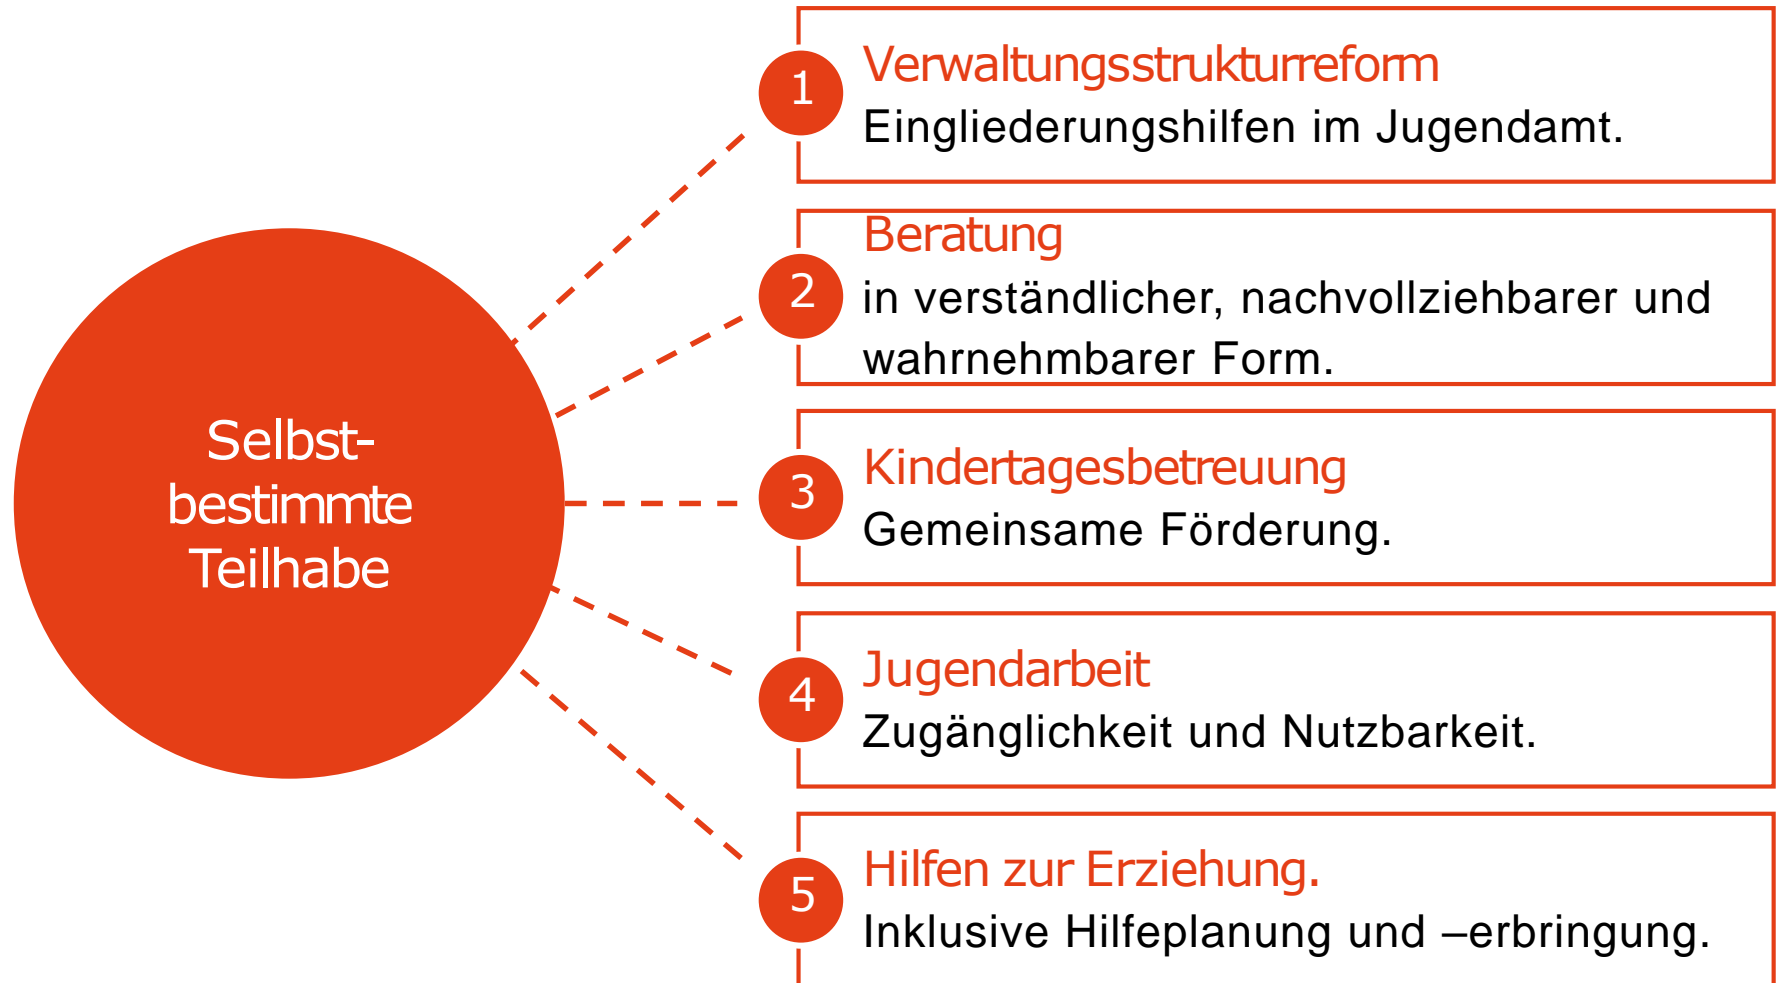 Selbst-
bestimmte
Teilhabe
1
Verwaltungsstrukturreform
Eingliederungshilfen im Jugendamt.
2
Beratung
in verständlicher, nachvollziehbarer und
wahrnehmbarer Form.
3
Kindertagesbetreuung
Gemeinsame Förderung.
4
Jugendarbeit
Zugänglichkeit und Nutzbarkeit.
5
Hilfen zur Erziehung.
Inklusive Hilfeplanung und –erbringung.